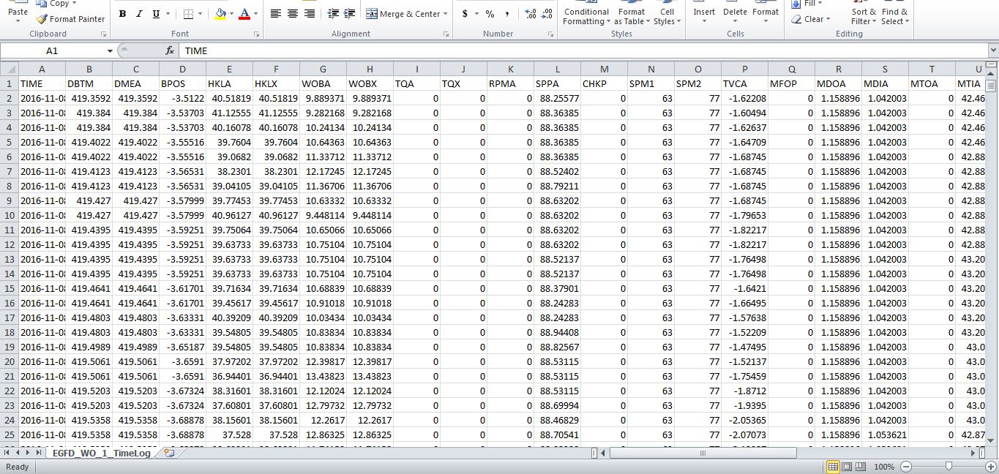 Paste Copy Format Painter B I U A Merge & Center $ % , .00 Conditional Formatting Format as Table Cell Styles Insert Delete Format Fill Clear Sort & Filter Find & Select
Clipboard Font Alignment Number Styles Cells Editing
A1 fx TIME
A B C D E F G H I J K L M N O P Q R S T U
1 TIME DBTM DMEA BPOS HKLA HKLX WOBA WOBX TQA TQX RPMA SPPA CHKP SPM1 SPM2 TVCA MFOP MDOA MDIA MTOA MTIA
2 2016-11-08 419.3592 419.3592 -3.5122 40.51819 40.51819 9.889371 9.889371 0 0 0 88.25577 0 63 77 -1.62208 0 1.158896 1.042003 0 42.46
3 2016-11-08 419.384 419.384 -3.53703 41.12555 41.12555 9.282168 9.282168 0 0 0 88.36385 0 63 77 -1.60494 0 1.158896 1.042003 0 42.46
4 2016-11-08 419.384 419.384 -3.53703 40.16078 40.16078 10.24134 10.24134 0 0 0 88.36385 0 63 77 -1.62637 0 1.158896 1.042003 0 42.46
5 2016-11-08 419.4022 419.4022 -3.55516 39.7604 39.7604 10.64363 10.64363 0 0 0 88.36385 0 63 77 -1.64709 0 1.158896 1.042003 0 42.46
6 2016-11-08 419.4022 419.4022 -3.55516 39.0682 39.0682 11.33712 11.33712 0 0 0 88.36385 0 63 77 -1.68745 0 1.158896 1.042003 0 42.88
7 2016-11-08 419.4123 419.4123 -3.56531 38.2301 38.2301 12.17245 12.17245 0 0 0 88.52402 0 63 77 -1.68745 0 1.158896 1.042003 0 42.88
8 2016-11-08 419.4123 419.4123 -3.56531 39.04105 39.04105 11.36706 11.36706 0 0 0 88.79211 0 63 77 -1.68745 0 1.158896 1.042003 0 42.88
9 2016-11-08 419.427 419.427 -3.57999 39.77453 39.77453 10.63332 10.63332 0 0 0 88.63202 0 63 77 -1.68745 0 1.158896 1.042003 0 42.88
10 2016-11-08 419.427 419.427 -3.57999 40.96127 40.96127 9.448114 9.448114 0 0 0 88.63202 0 63 77 -1.79653 0 1.158896 1.042003 0 42.88
11 2016-11-08 419.4395 419.4395 -3.59251 39.75064 39.75064 10.65066 10.65066 0 0 0 88.63202 0 63 77 -1.82217 0 1.158896 1.042003 0 42.88
12 2016-11-08 419.4395 419.4395 -3.59251 39.63733 39.63733 10.75104 10.75104 0 0 0 88.63202 0 63 77 -1.82217 0 1.158896 1.042003 0 42.88
13 2016-11-08 419.4395 419.4395 -3.59251 39.63733 39.63733 10.75104 10.75104 0 0 0 88.52137 0 63 77 -1.76498 0 1.158896 1.042003 0 43.20
14 2016-11-08 419.4395 419.4395 -3.59251 39.63733 39.63733 10.75104 10.75104 0 0 0 88.52137 0 63 77 -1.76498 0 1.158896 1.042003 0 43.20
15 2016-11-08 419.4641 419.4641 -3.61701 39.71634 39.71634 10.68839 10.68839 0 0 0 88.37901 0 63 77 -1.6421 0 1.158896 1.042003 0 43.20
16 2016-11-08 419.4641 419.4641 -3.61701 39.45617 39.45617 10.91018 10.91018 0 0 0 88.24283 0 63 77 -1.66495 0 1.158896 1.042003 0 43.20
17 2016-11-08 419.4803 419.4803 -3.63331 40.39209 40.39209 10.03434 10.03434 0 0 0 88.24283 0 63 77 -1.57638 0 1.158896 1.042003 0 43.20
18 2016-11-08 419.4803 419.4803 -3.63331 39.54805 39.54805 10.83834 10.83834 0 0 0 88.94408 0 63 77 -1.52209 0 1.158896 1.042003 0 43.20
19 2016-11-08 419.4989 419.4989 -3.65187 39.54805 39.54805 10.83834 10.83834 0 0 0 88.82567 0 63 77 -1.47495 0 1.158896 1.042003 0 43.0
20 2016-11-08 419.5061 419.5061 -3.6591 37.97202 37.97202 12.39817 12.39817 0 0 0 88.53115 0 63 77 -1.52137 0 1.158896 1.042003 0 43.0
21 2016-11-08 419.5061 419.5061 -3.6591 36.94401 36.94401 13.43823 13.43823 0 0 0 88.53115 0 63 77 -1.75459 0 1.158896 1.042003 0 43.0
22 2016-11-08 419.5203 419.5203 -3.67324 38.31601 38.31601 12.12024 12.12024 0 0 0 88.53115 0 63 77 -1.8712 0 1.158896 1.042003 0 43.0
23 2016-11-08 419.5203 419.5203 -3.67324 37.60801 37.60801 12.79732 12.79732 0 0 0 88.69994 0 63 77 -1.9395 0 1.158896 1.042003 0 43.0
24 2016-11-08 419.5358 419.5358 -3.68878 38.15601 38.15601 12.2617 12.2617 0 0 0 88.46829 0 63 77 -2.05365 0 1.158896 1.042003 0 43.0
25 2016-11-08 419.5358 419.5358 -3.68878 37.528 37.528 12.86325 12.86325 0 0 0 88.70541 0 63 77 -2.07073 0 1.158896 1.053621 0 42.87
EGFD_WO_1_TimeLog
Ready 100%